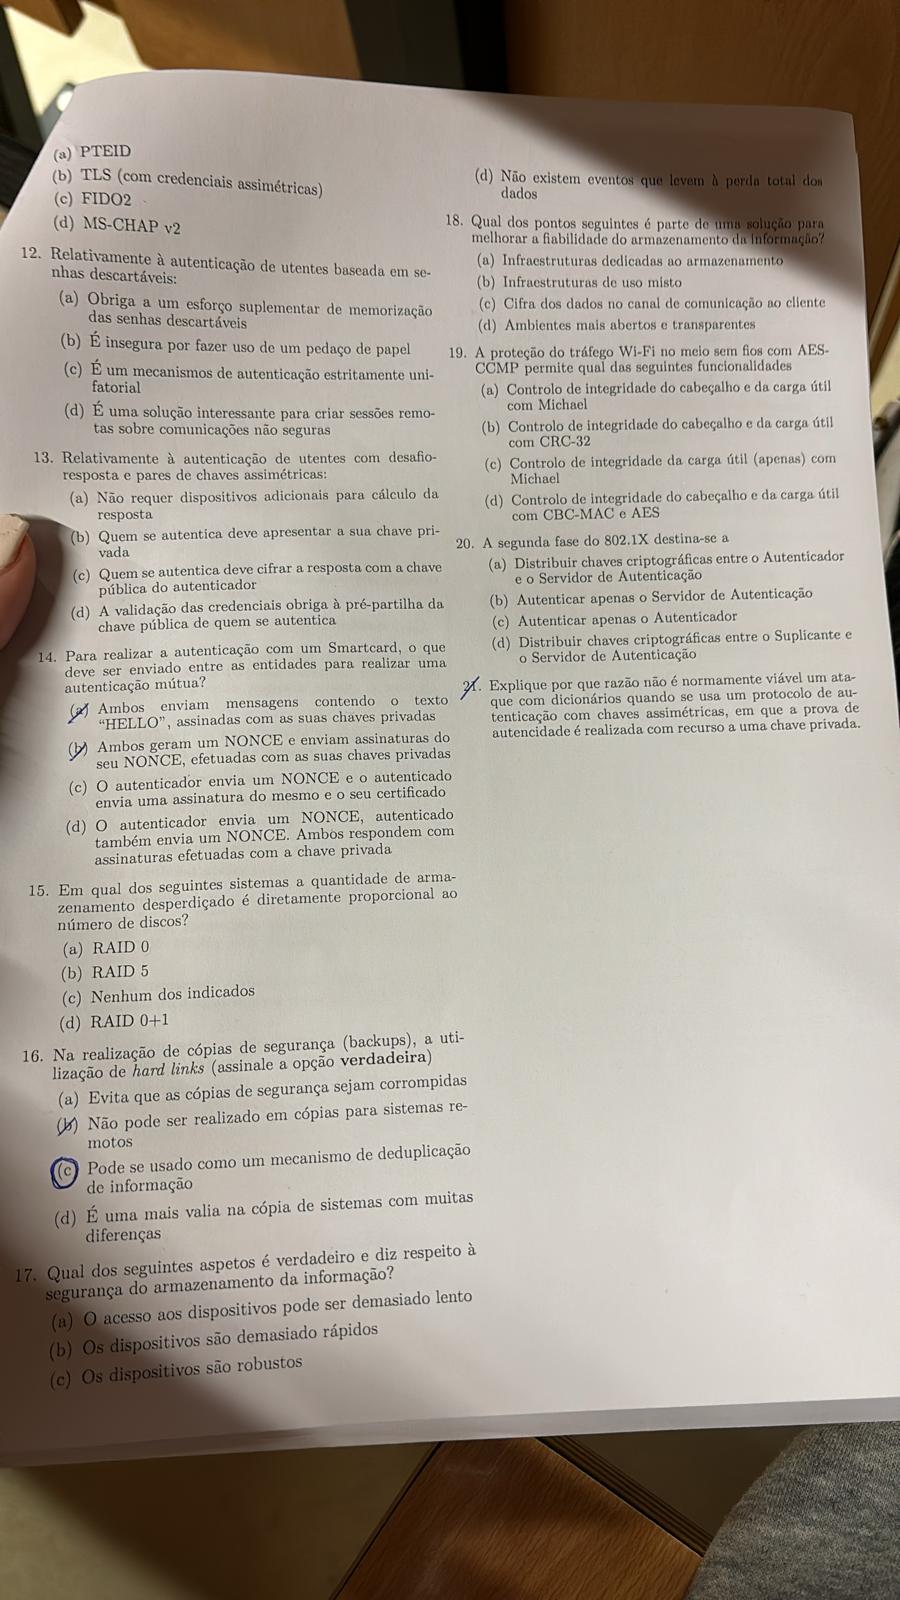 (a) PTEID
(b) TLS (com credenciais assimétricas)
(c) FIDO2
(d) MS-CHAP v2
12. Relativamente à autenticação de utentes baseada em se-
nhas descartáveis:
(a) Obriga a um esforço suplementar de memorização
das senhas descartáveis
(b) É insegura por fazer uso de um pedaço de papel
(c) É um mecanismos de autenticação estritamente uni-
fatorial
(d) É uma solução interessante para criar sessões remo-
tas sobre comunicações não seguras
13. Relativamente à autenticação de utentes com desafio-
resposta e pares de chaves assimétricas:
(a) Não requer dispositivos adicionais para cálculo da
resposta
(b) Quem se autentica deve apresentar a sua chave pri-
vada
(c) Quem se autentica deve cifrar a resposta com a chave
pública do autenticador
(d) A validação das credenciais obriga à pré-partilha da
chave pública de quem se autentica
14. Para realizar a autenticação com um Smartcard, o que
deve ser enviado entre as entidades para realizar uma
autenticação mútua?
(a) Ambos enviam mensagens contendo o texto
“HELLO”, assinadas com as suas chaves privadas
(b) Ambos geram um NONCE e enviam assinaturas do
seu NONCE, efetuadas com as suas chaves privadas
(c) O autenticador envia um NONCE e o autenticado
envia uma assinatura do mesmo e o seu certificado
(d) O autenticador envia um NONCE, autenticado
também envia um NONCE. Ambos respondem com
assinaturas efetuadas com a chave privada
15. Em qual dos seguintes sistemas a quantidade de arma-
zenamento desperdiçado é diretamente proporcional ao
número de discos?
(a) RAID 0
(b) RAID 5
(c) Nenhum dos indicados
(d) RAID 0+1
16. Na realização de cópias de segurança (backups), a uti-
lização de hard links (assinale a opção verdadeira)
(a) Evita que as cópias de segurança sejam corrompidas
(b) Não pode ser realizado em cópias para sistemas re-
motos
(c) Pode se usado como um mecanismo de deduplicação
de informação
(d) É uma mais valia na cópia de sistemas com muitas
diferenças
17. Qual dos seguintes aspetos é verdadeiro e diz respeito à
segurança do armazenamento da informação?
(a) O acesso aos dispositivos pode ser demasiado lento
(b) Os dispositivos são demasiado rápidos
(c) Os dispositivos são robustos
(d) Não existem eventos que levem à perda total dos
dados
18. Qual dos pontos seguintes é parte de uma solução para
melhorar a fiabilidade do armazenamento da informação?
(a) Infraestruturas dedicadas ao armazenamento
(b) Infraestruturas de uso misto
(c) Cifra dos dados no canal de comunicação ao cliente
(d) Ambientes mais abertos e transparentes
19. A proteção do tráfego Wi-Fi no meio sem fios com AES-
CCMP permite qual das seguintes funcionalidades
(a) Controlo de integridade do cabeçalho e da carga útil
com Michael
(b) Controlo de integridade do cabeçalho e da carga útil
com CRC-32
(c) Controlo de integridade da carga útil (apenas) com
Michael
(d) Controlo de integridade do cabeçalho e da carga útil
com CBC-MAC e AES
20. A segunda fase do 802.1X destina-se a
(a) Distribuir chaves criptográficas entre o Autenticador
e o Servidor de Autenticação
(b) Autenticar apenas o Servidor de Autenticação
(c) Autenticar apenas o Autenticador
(d) Distribuir chaves criptográficas entre o Suplicante e
o Servidor de Autenticação
21. Explique por que razão não é normamente viável um ata-
que com dicionários quando se usa um protocolo de au-
tenticação com chaves assimétricas, em que a prova de
autencidade é realizada com recurso a uma chave privada.